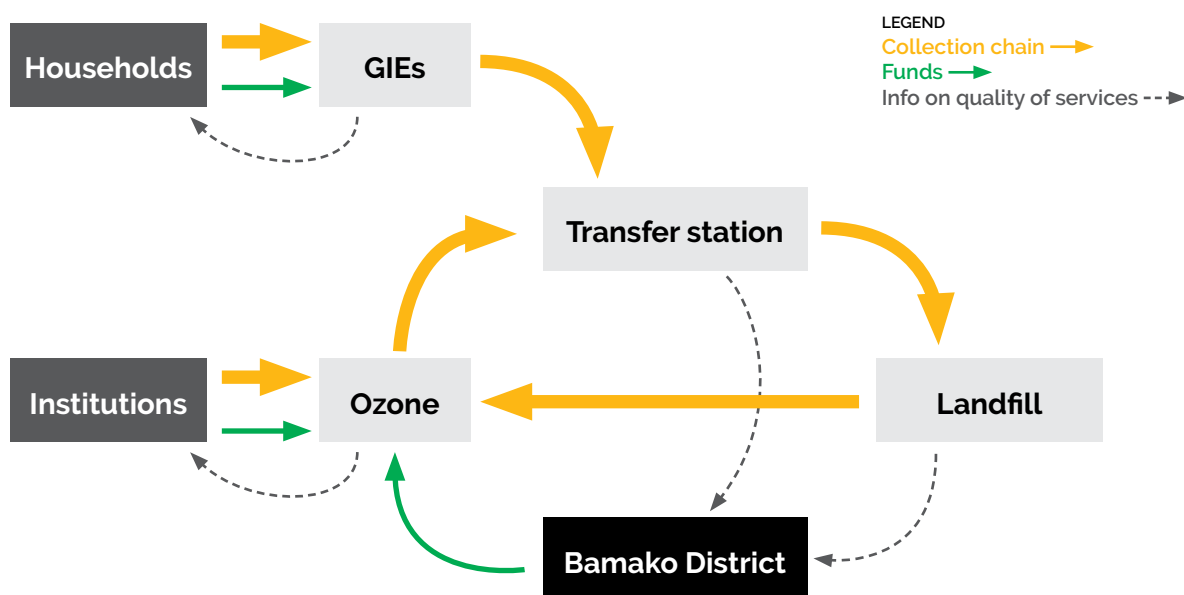 LEGEND
Collection chain
Funds
Info on quality of services
Households
GIEs
Transfer station
Institutions
Ozone
Landfill
Bamako District